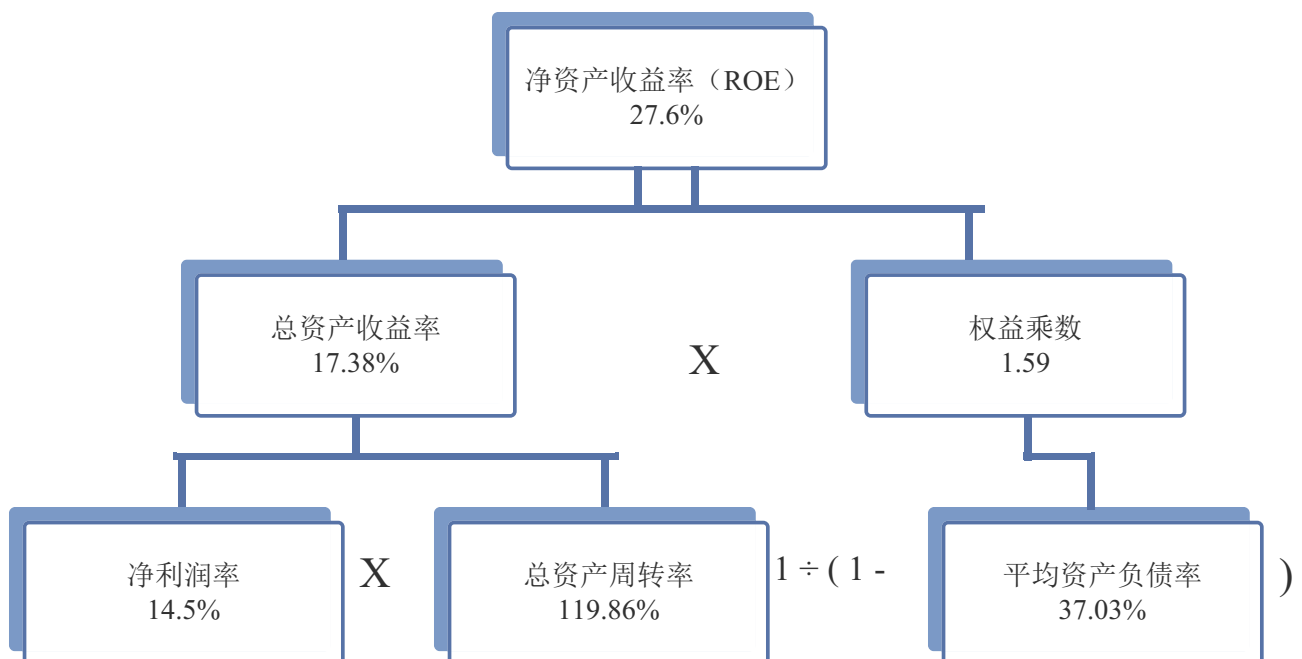 净资产收益率（ROE）
27.6%
总资产收益率
17.38%
X
权益乘数
1.59
净利润率
14.5%
X
总资产周转率
119.86%
1 ÷ ( 1 -
平均资产负债率
37.03%
)